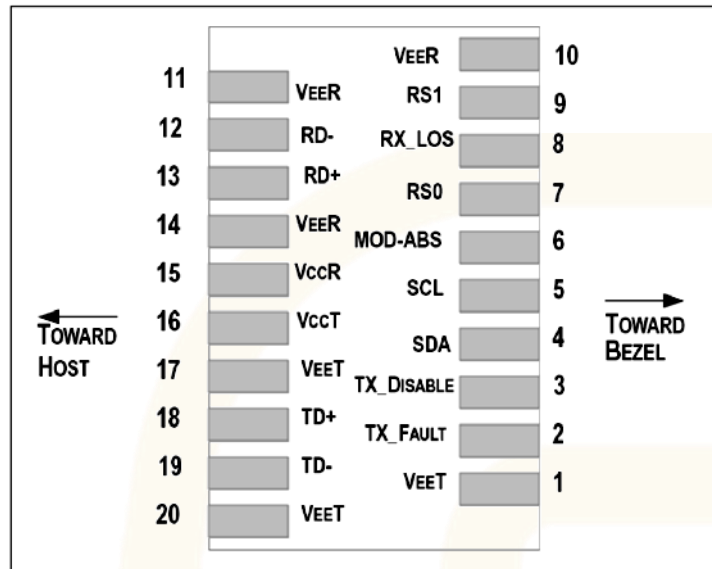 VEER 10
11 VEER
RS1 9
12 RD-
RX_LOS 8
13 RD+
RS0 7
14 VEER
MOD-ABS 6
15 VCCR
SCL 5
16 VCCT
SDA 4
17 VEET
TX_DISABLE 3
18 TD+
TX_FAULT 2
19 TD-
VEET 1
20 VEET
TOWARD
HOST
TOWARD
BEZEL